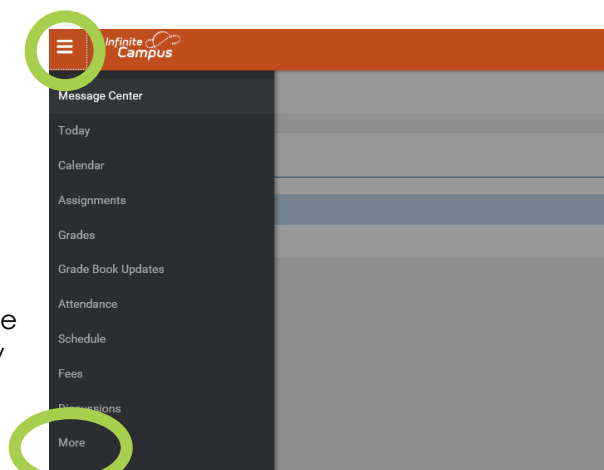 Infinite
Campus
Message Center
Today
Calendar
Assignments
Grades
Grade Book Updates
Attendance
e
Schedule
y
Fees
Discussions
More